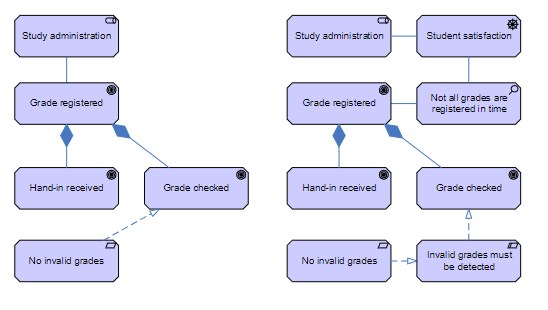 Study administration
Study administration
Student satisfaction
Grade registered
Grade registered
Not all grades are
registered in time
Hand-in received
Grade checked
Hand-in received
Grade checked
No invalid grades
No invalid grades
Invalid grades must
be detected